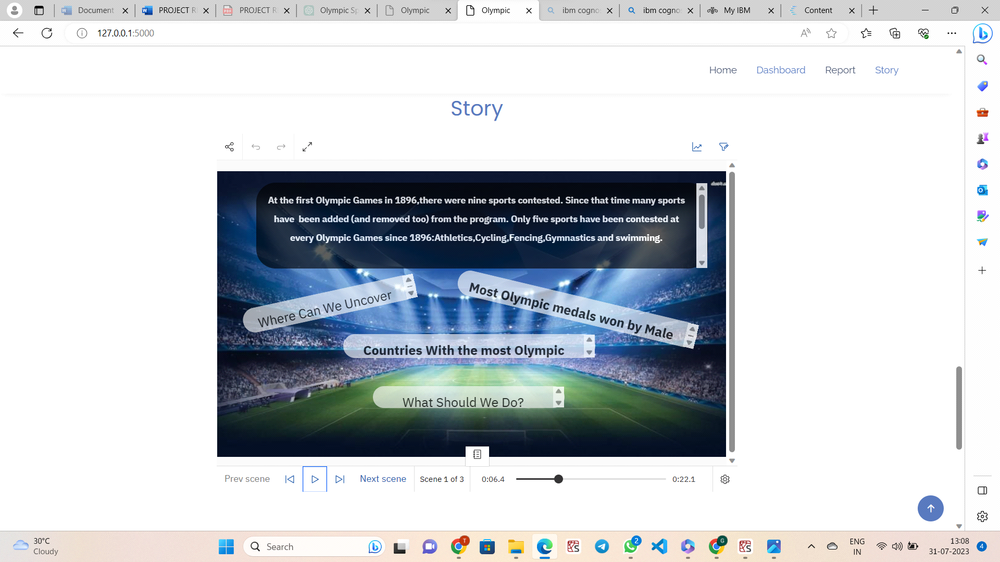 Document
PROJECT R
PROJECT R
Olympic Sp
Olympic
Olympic
ibm cogno
ibm cogno
My IBM
Content
127.0.0.1:5000
Home
Dashboard
Report
Story
Story
At the first Olympic Games in 1896,there were nine sports contested. Since that time many sports
have been added (and removed too) from the program. Only five sports have been contested at
every Olympic Games since 1896:Athletics,Cycling,Fencing,Gymnastics and swimming.
Where Can We Uncover
Most Olympic medals won by Male
Countries With the most Olympic
What Should We Do?
Prev scene
Next scene
Scene 1 of 3
0:06.4
0:22.1
30°C
Cloudy
Search
T
2
G
ENG
IN
13:08
31-07-2023
4